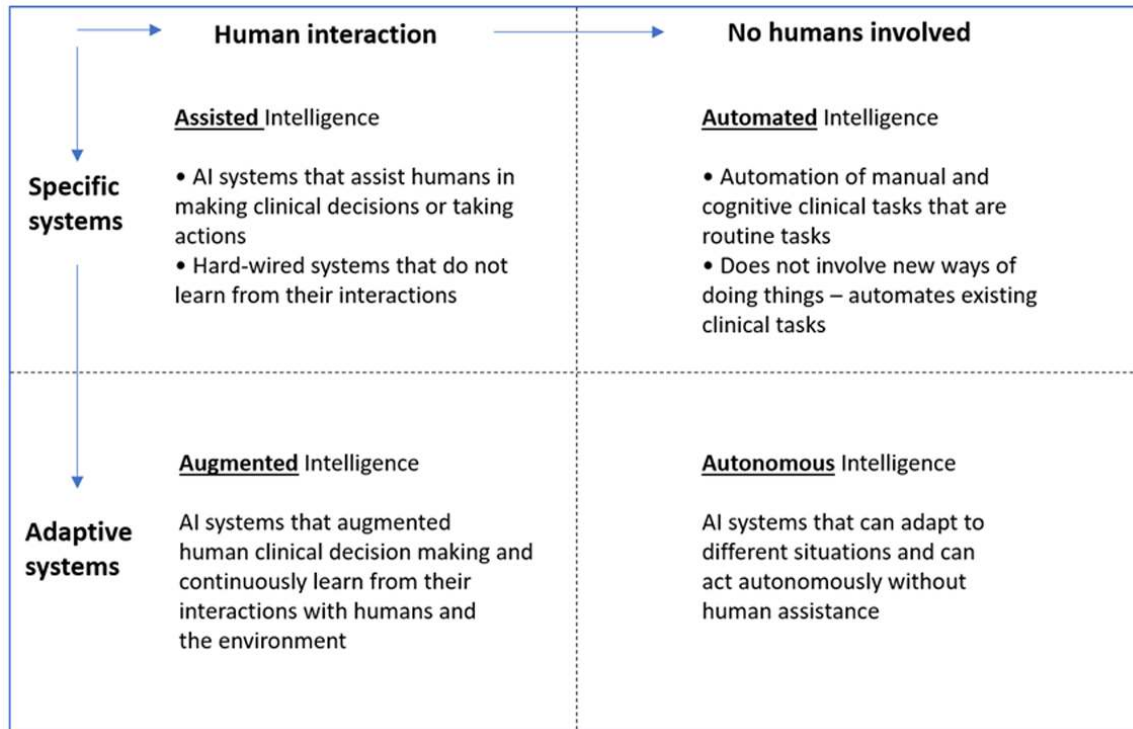 Human interaction
No humans involved
Specific
systems
Assisted Intelligence
• AI systems that assist humans in
making clinical decisions or taking
actions
• Hard-wired systems that do not
learn from their interactions
Automated Intelligence
• Automation of manual and
cognitive clinical tasks that are
routine tasks
• Does not involve new ways of
doing things – automates existing
clinical tasks
Adaptive
systems
Augmented Intelligence
AI systems that augmented
human clinical decision making and
continuously learn from their
interactions with humans and
the environment
Autonomous Intelligence
AI systems that can adapt to
different situations and can
act autonomously without
human assistance